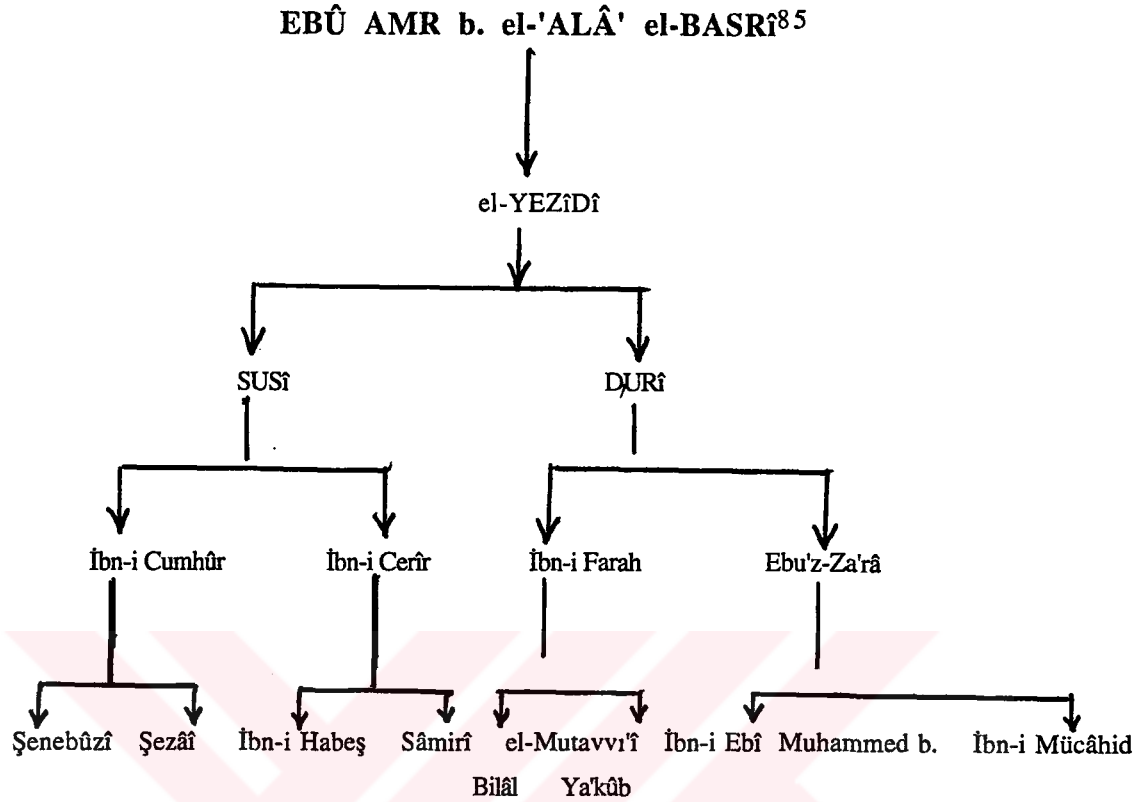 EBÛ AMR b. el-'ALÂ' el-BASRî85
el-YEZîDî
SUSî DURî
İbn-i Cumhûr İbn-i Cerîr İbn-i Farah Ebu'z-Za'râ
Şenebûzî Şezâî İbn-i Habeş Sâmirî el-Mutavvı'î İbn-i Ebî Muhammed b. İbn-i Mücâhid
Bilâl Ya'kûb